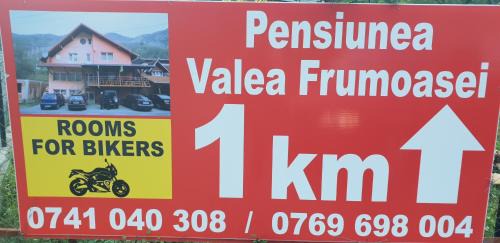 Pensiunea
Valea Frumoasei
1 km
ROOMS
FOR BIKERS
0741 040 308 / 0769 698 004